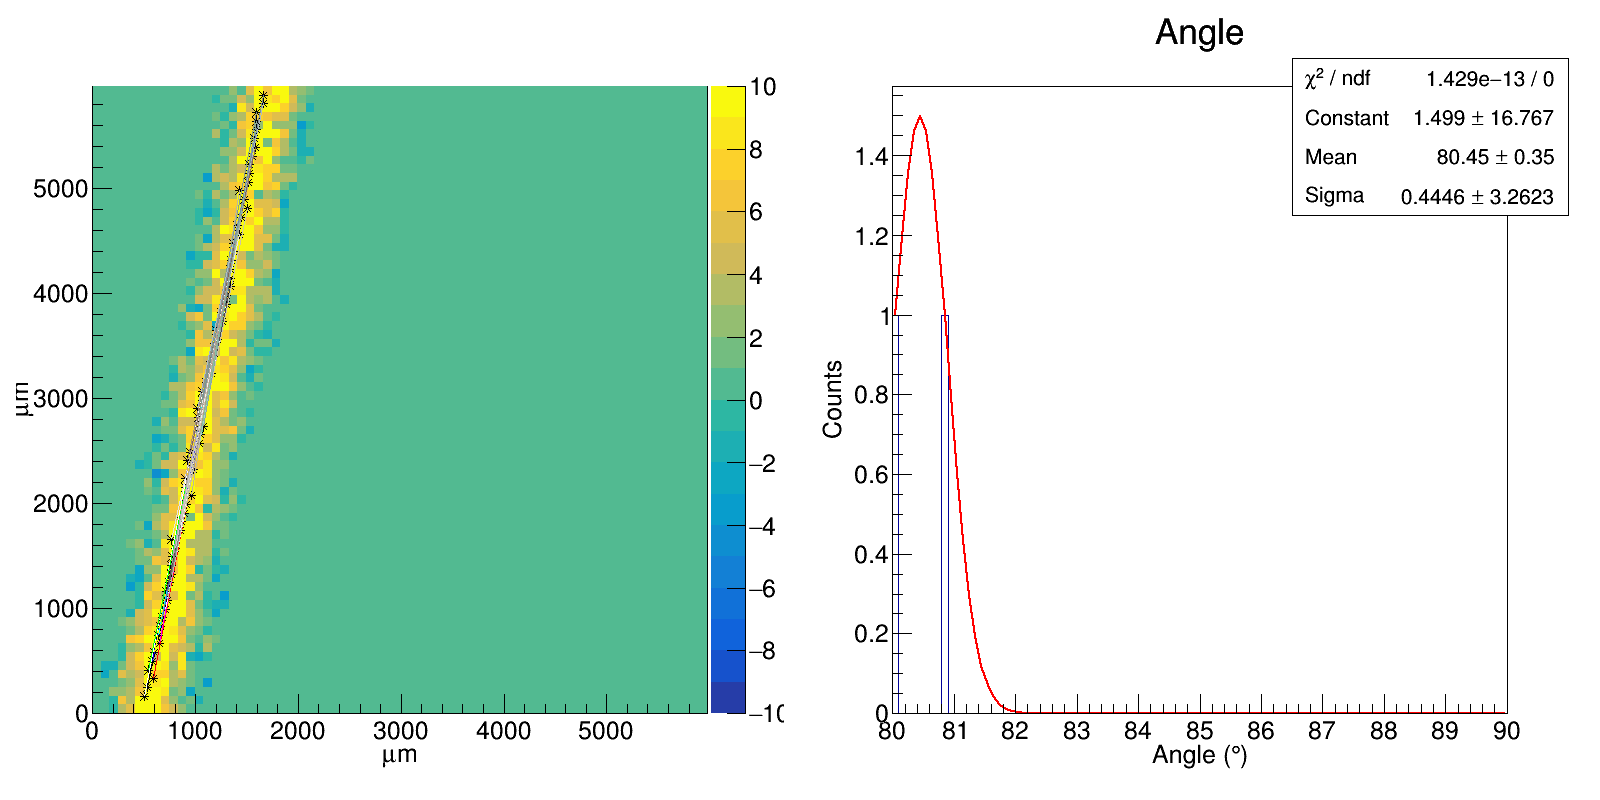 Angle
χ² / ndf 1.429e−13 / 0
Constant 1.499 ± 16.767
Mean 80.45 ± 0.35
Sigma 0.4446 ± 3.2623
μm
5000
4000
3000
2000
1000
0
0 1000 2000 3000 4000 5000
μm
10
8
6
4
2
0
−2
−4
−6
−8
−10
Counts
1.4
1.2
1
0.8
0.6
0.4
0.2
0
80 81 82 83 84 85 86 87 88 89 90
Angle (°)